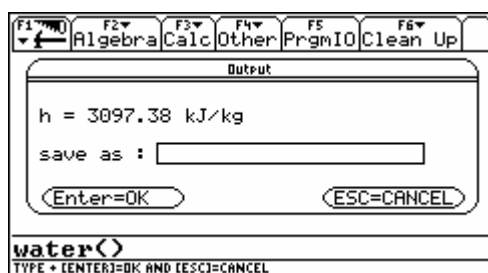 F1 F2 F3 F4 F5 F6
Algebra Calc Other PrgmIO Clean Up
Output
h = 3097.38 kJ/kg
save as :
Enter=OK ESC=CANCEL
water()
TYPE + [ENTER]=OK AND [ESC]=CANCEL